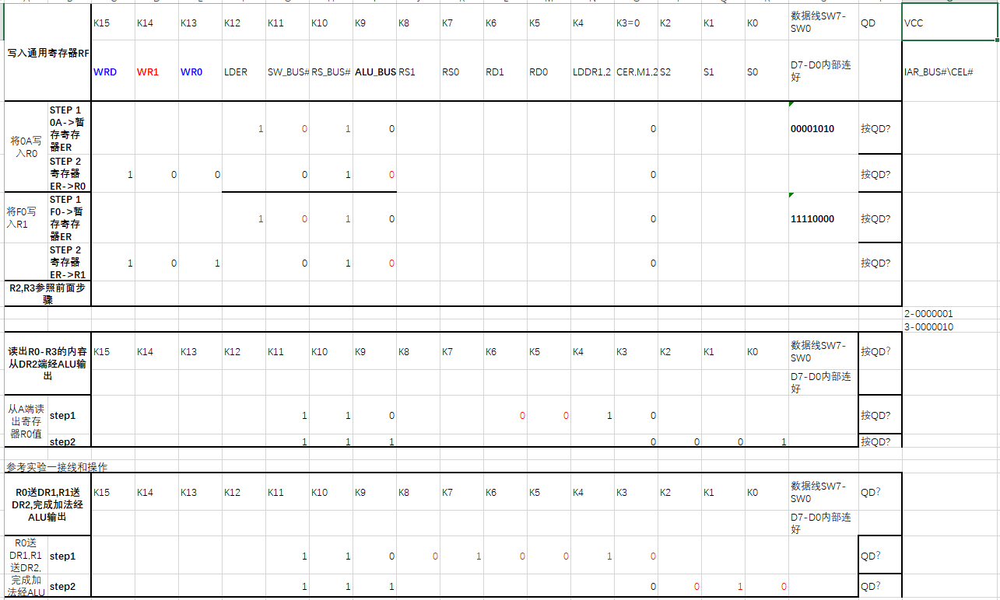 K15 K14 K13 K12 K11 K10 K9 K8 K7 K6 K5 K4 K3=0 K2 K1 K0 数据线SW7-
SW0 QD VCC
写入通用寄存器RF
WRD WR1 WR0 LDER SW_BUS# RS_BUS# ALU_BUS RS1 RS0 RD1 RD0 LDDR1,2 CER,M1,2 S2 S1 S0 D7-D0内部连
好 IAR_BUS#\CEL#
将0A写
入R0
STEP 1
0A->暂
存寄存
器ER
1 0 1 0 0 00001010 按QD?
STEP 2
寄存器
ER->R0
1 0 0 0 1 0 0 按QD?
将F0写
入R1
STEP 1
F0->暂
存寄存
器ER
1 0 1 0 0 11110000 按QD?
STEP 2
寄存器
ER->R1
1 0 1 0 1 0 0 按QD?
R2,R3参照前面步
骤
2-0000001
3-0000010
读出R0-R3的内容
从DR2端经ALU输
出
K15 K14 K13 K12 K11 K10 K9 K8 K7 K6 K5 K4 K3 K2 K1 K0 数据线SW7-
SW0 按QD?
D7-D0内部连
好
从A端读
出寄存
器R0值
step1 1 1 0 0 0 1 0 按QD?
step2 1 1 1 0 0 0 1 按QD?
参考实验一接线和操作
R0送DR1,R1送
DR2,完成加法经
ALU输出
K15 K14 K13 K12 K11 K10 K9 K8 K7 K6 K5 K4 K3 K2 K1 K0 数据线SW7-
SW0 QD?
D7-D0内部连
好
R0送
DR1,R1
送DR2,
完成加
法经ALU
step1 1 1 0 0 1 0 0 1 0 QD?
step2 1 1 1 0 0 1 0 QD?